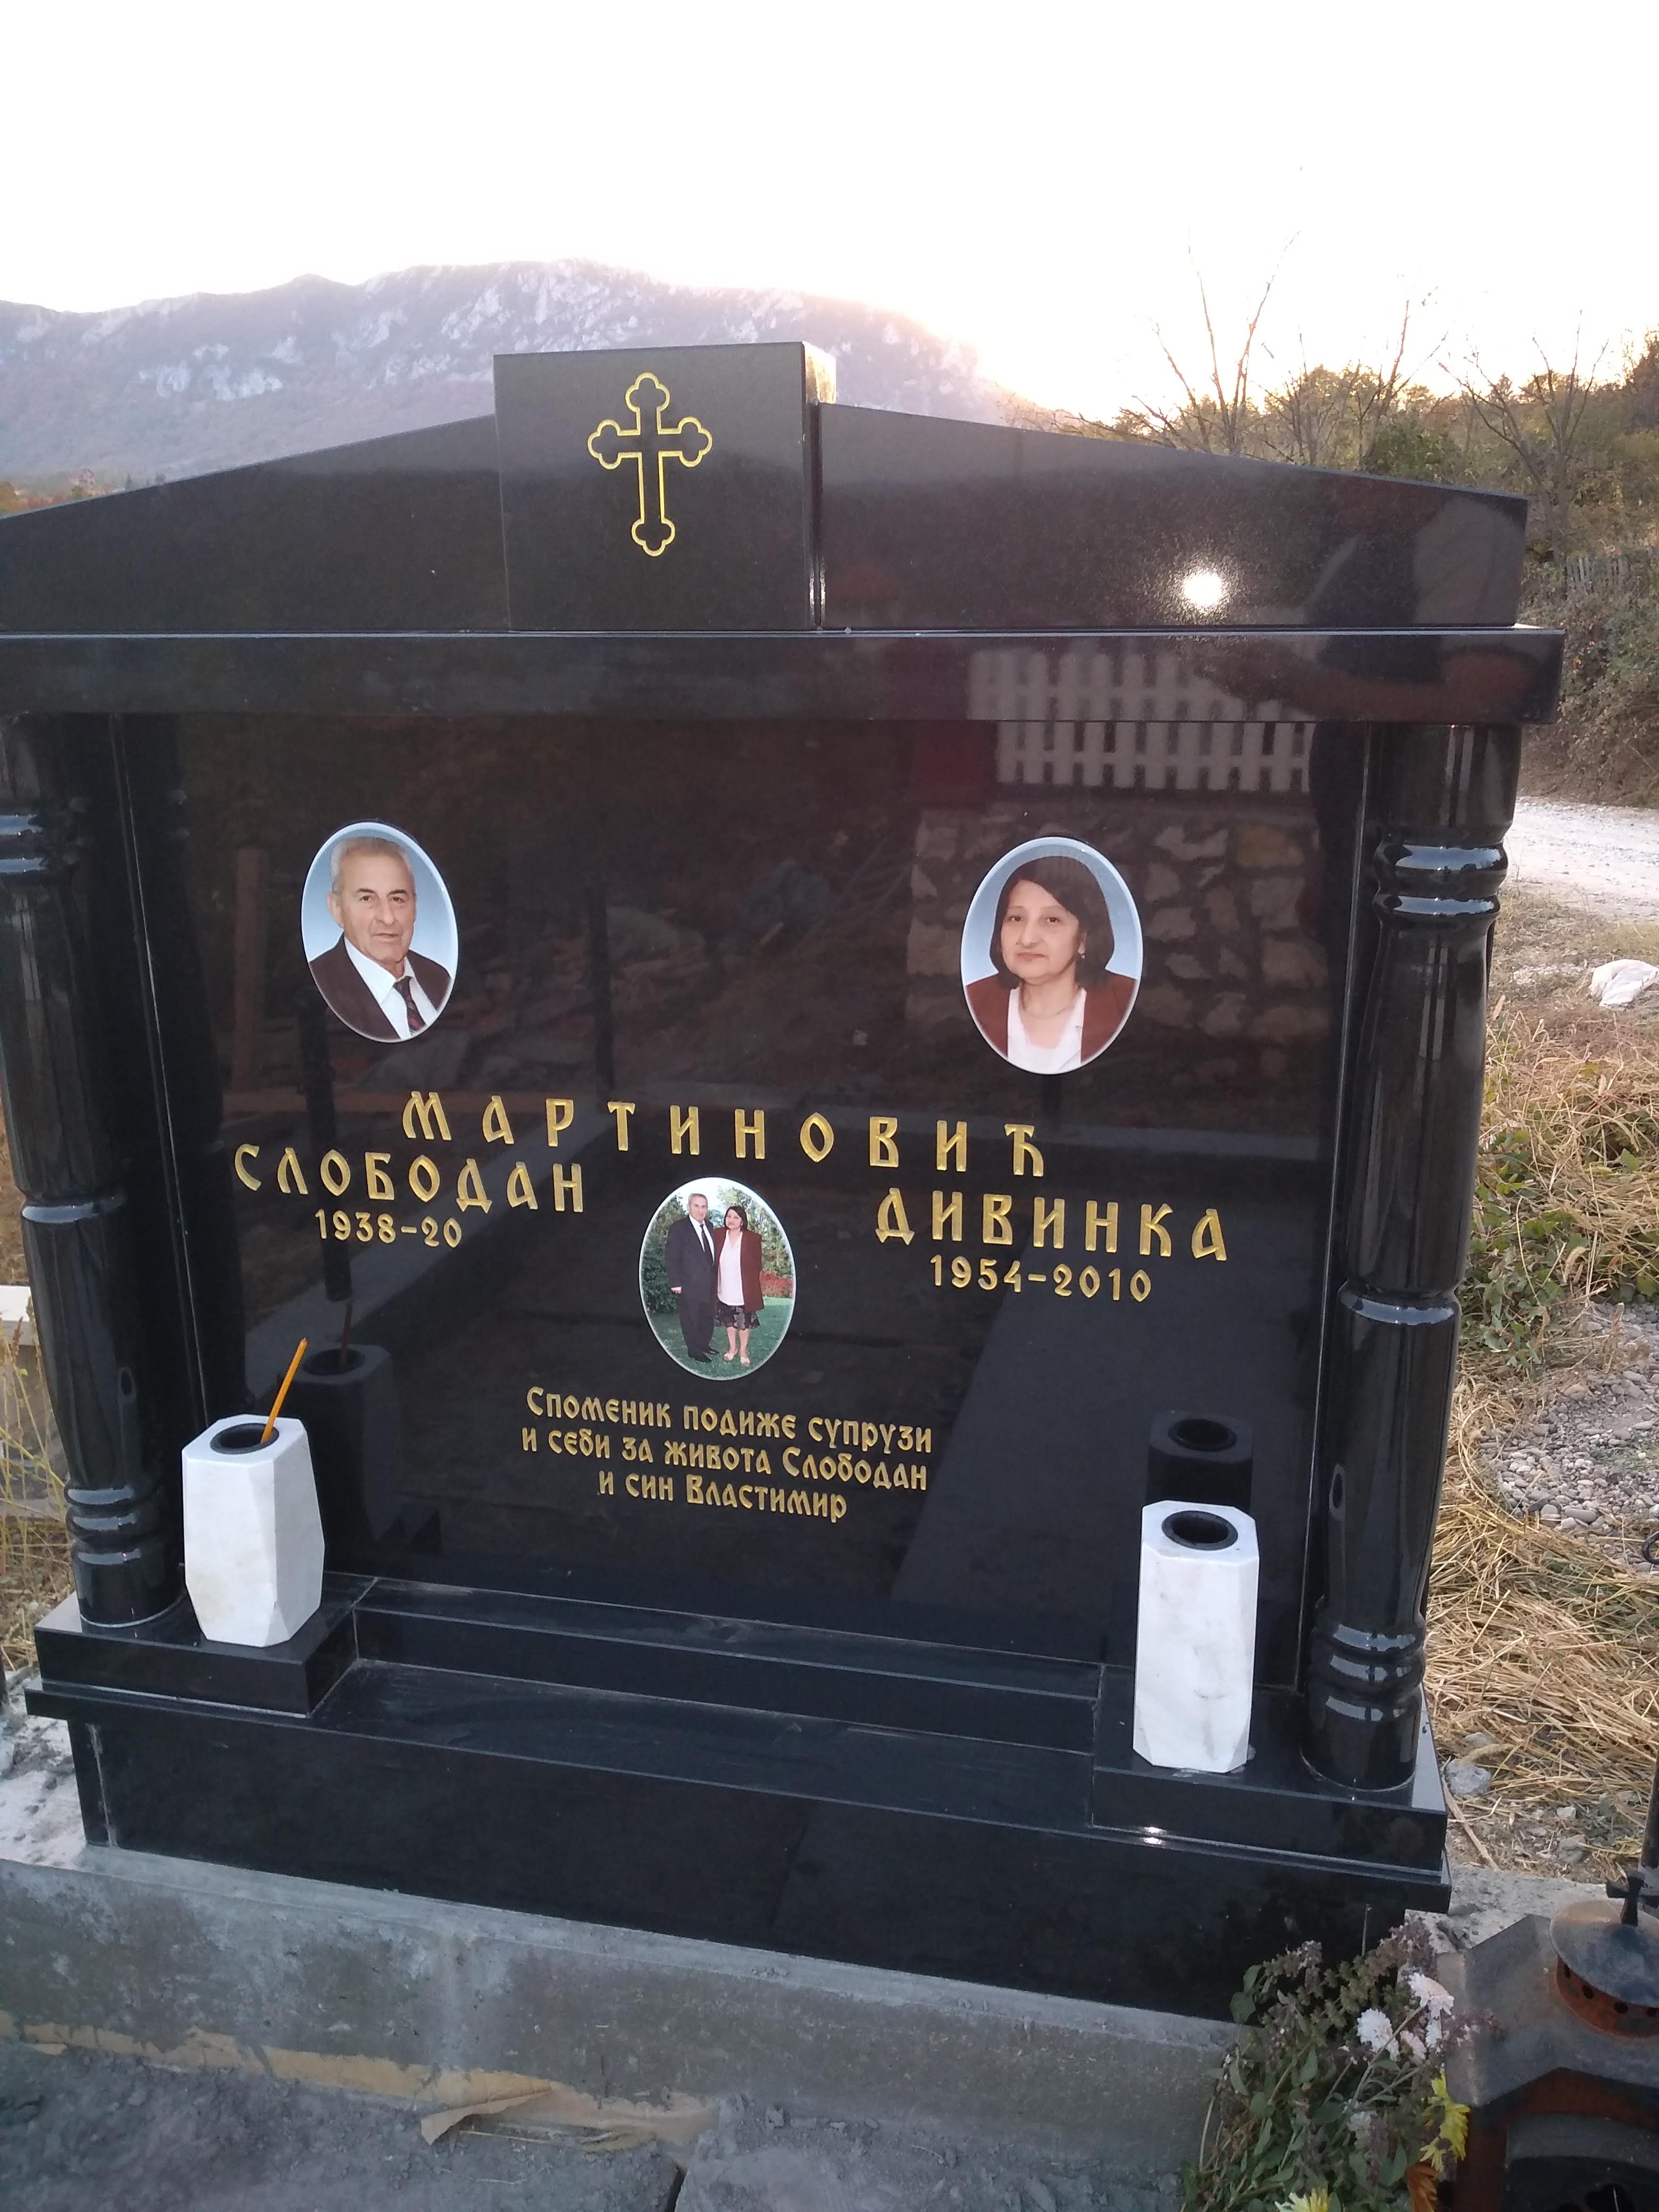 МАРТИНОВИЋ
СЛОБОДАН
1938-20
ДИВИНКА
1954-2010
Споменик подиже супрузи
и себи за живота Слободан
и син Властимир